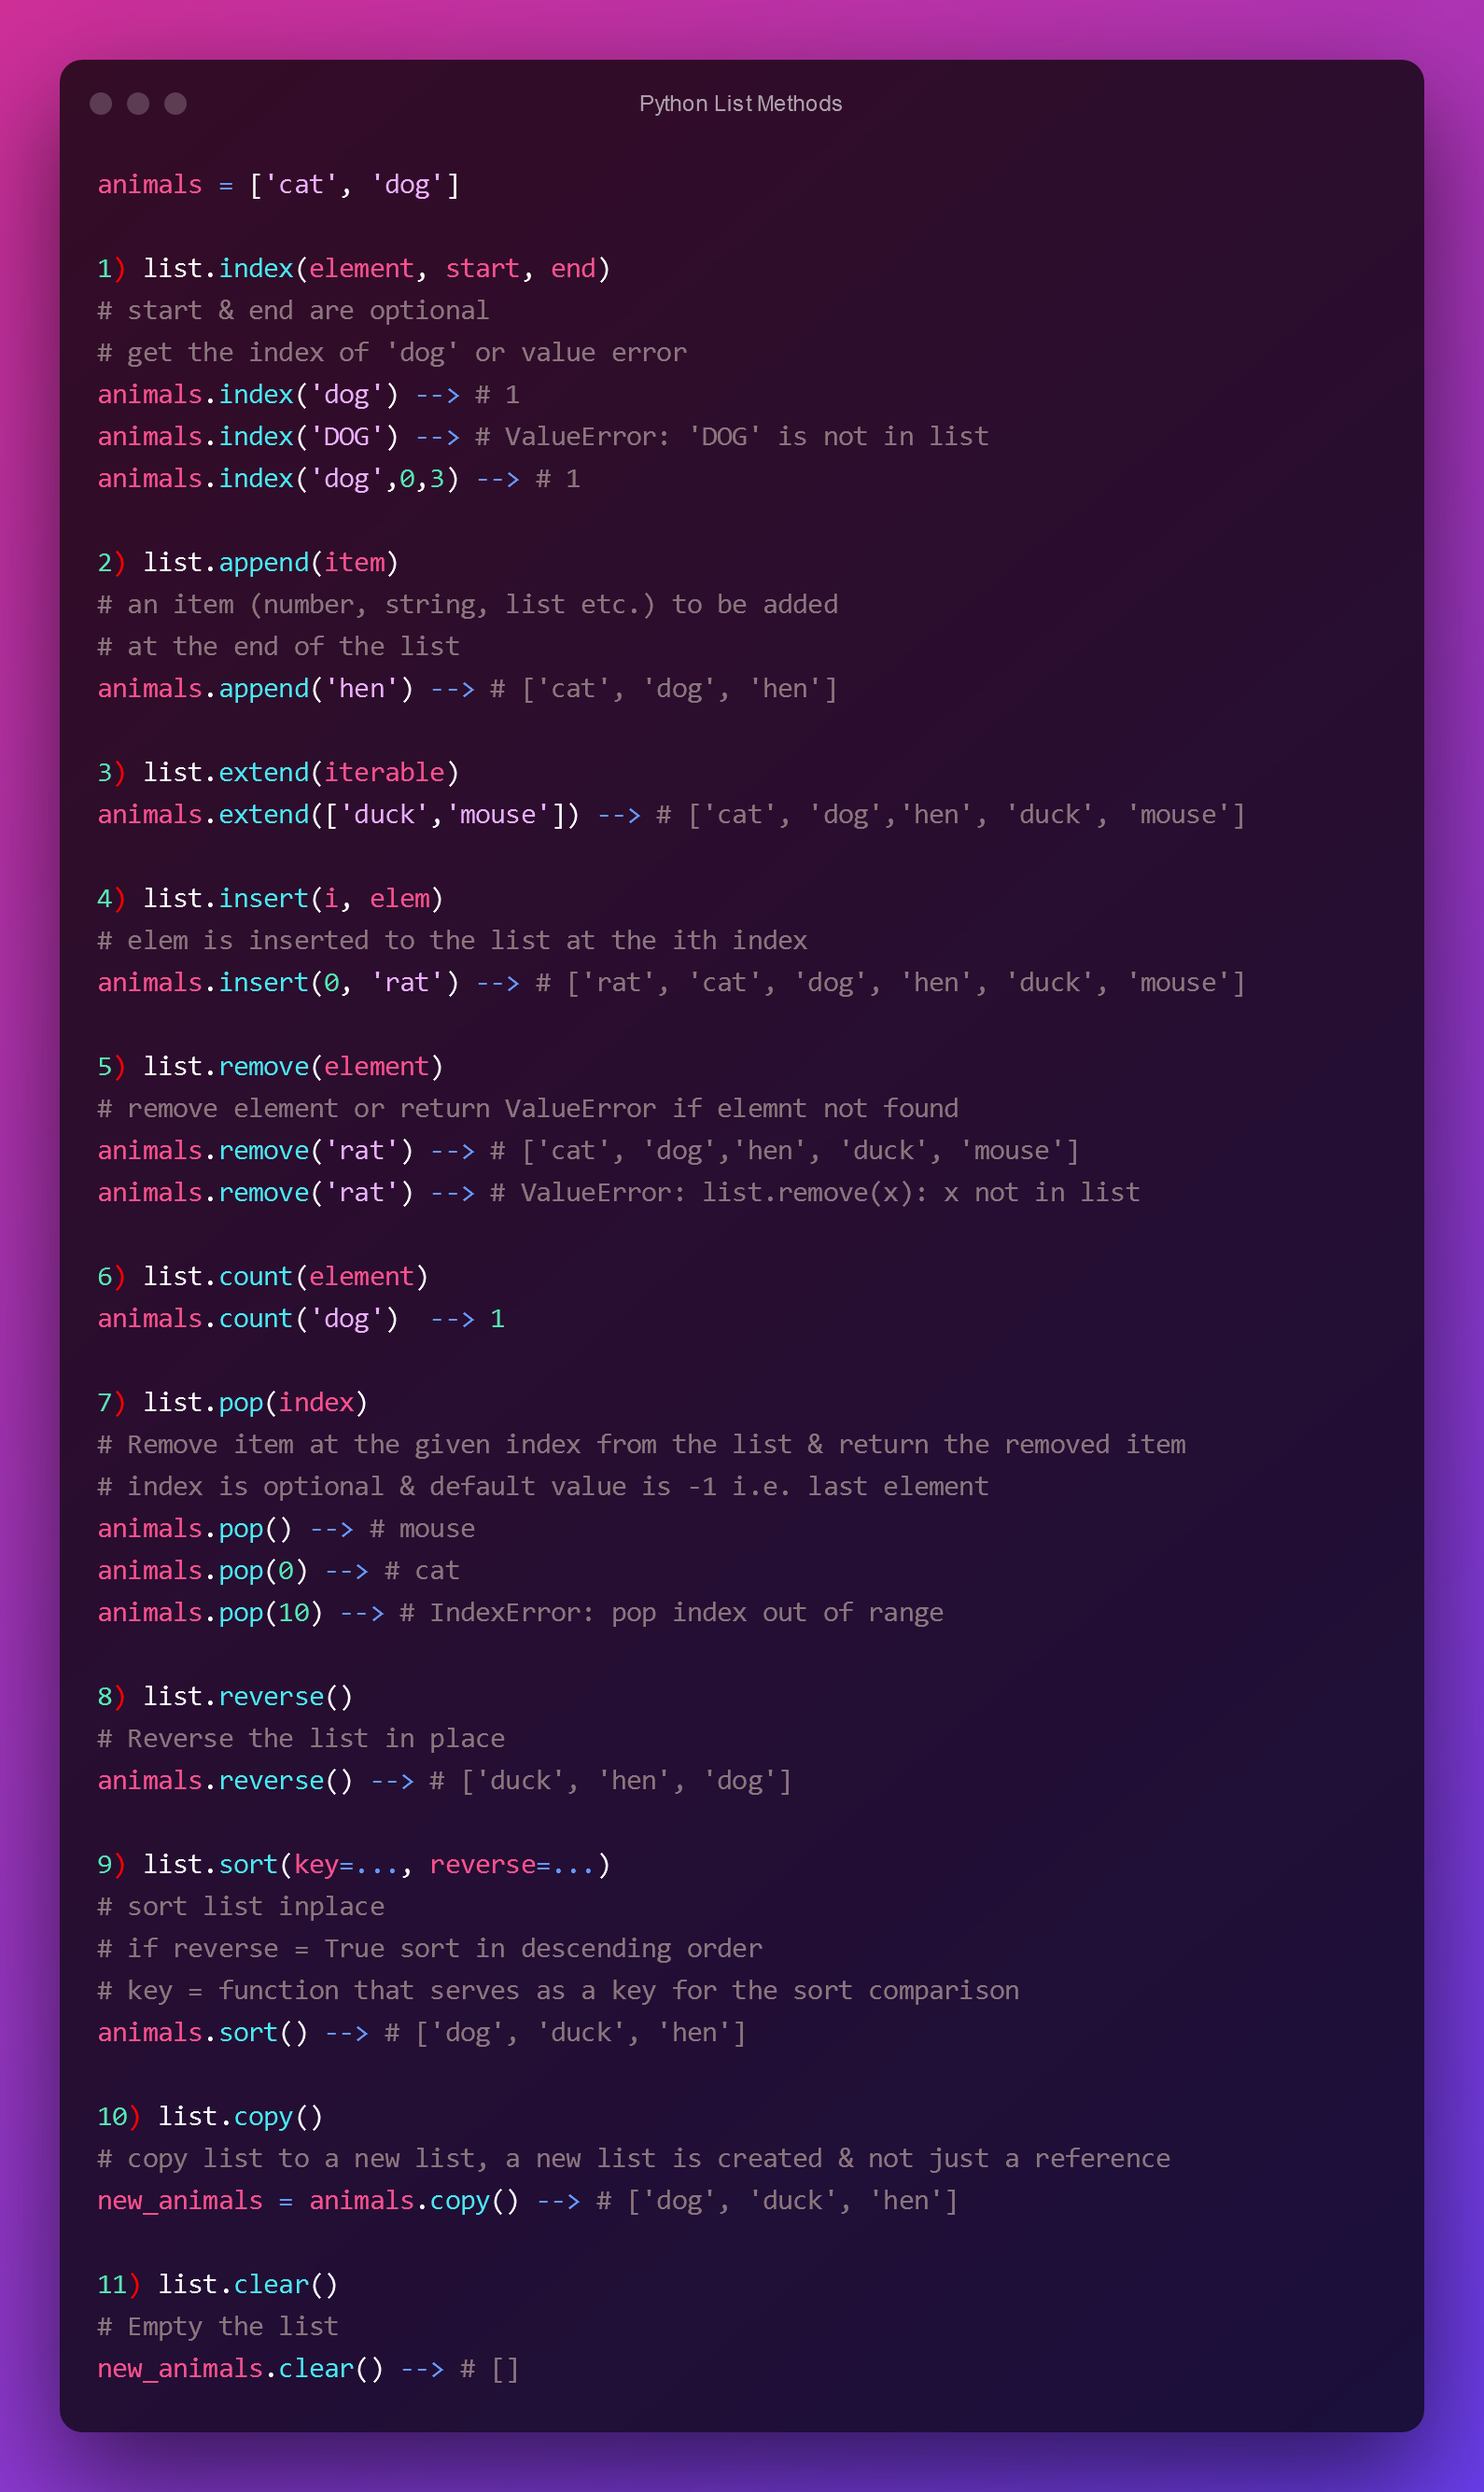 Python List Methods
animals = ['cat', 'dog']
1) list.index(element, start, end)
# start & end are optional
# get the index of 'dog' or value error
animals.index('dog') --> # 1
animals.index('DOG') --> # ValueError: 'DOG' is not in list
animals.index('dog',0,3) --> # 1
2) list.append(item)
# an item (number, string, list etc.) to be added
# at the end of the list
animals.append('hen') --> # ['cat', 'dog', 'hen']
3) list.extend(iterable)
animals.extend(['duck','mouse']) --> # ['cat', 'dog','hen', 'duck', 'mouse']
4) list.insert(i, elem)
# elem is inserted to the list at the ith index
animals.insert(0, 'rat') --> # ['rat', 'cat', 'dog', 'hen', 'duck', 'mouse']
5) list.remove(element)
# remove element or return ValueError if elemnt not found
animals.remove('rat') --> # ['cat', 'dog','hen', 'duck', 'mouse']
animals.remove('rat') --> # ValueError: list.remove(x): x not in list
6) list.count(element)
animals.count('dog')  --> 1
7) list.pop(index)
# Remove item at the given index from the list & return the removed item
# index is optional & default value is -1 i.e. last element
animals.pop() --> # mouse
animals.pop(0) --> # cat
animals.pop(10) --> # IndexError: pop index out of range
8) list.reverse()
# Reverse the list in place
animals.reverse() --> # ['duck', 'hen', 'dog']
9) list.sort(key=..., reverse=...)
# sort list inplace
# if reverse = True sort in descending order
# key = function that serves as a key for the sort comparison
animals.sort() --> # ['dog', 'duck', 'hen']
10) list.copy()
# copy list to a new list, a new list is created & not just a reference
new_animals = animals.copy() --> # ['dog', 'duck', 'hen']
11) list.clear()
# Empty the list
new_animals.clear() --> # []